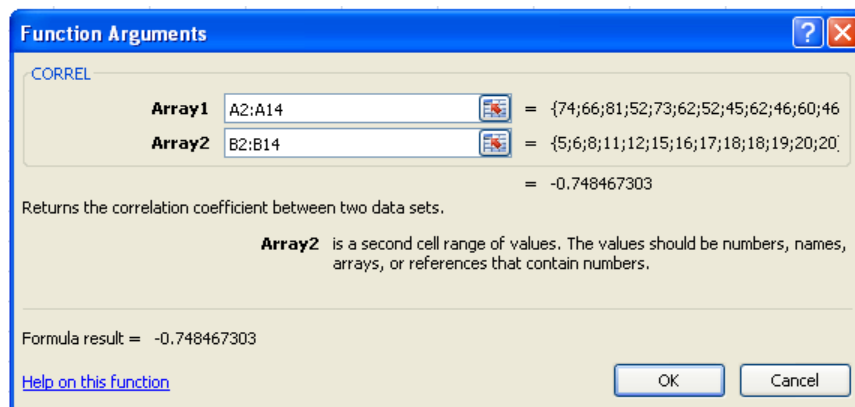 Function Arguments
CORREL
Array1 A2:A14 = {74;66;81;52;73;62;52;45;62;46;60;46
Array2 B2:B14 = {5;6;8;11;12;15;16;17;18;18;19;20;20}
= -0.748467303
Returns the correlation coefficient between two data sets.
Array2 is a second cell range of values. The values should be numbers, names,
arrays, or references that contain numbers.
Formula result = -0.748467303
Help on this function OK Cancel